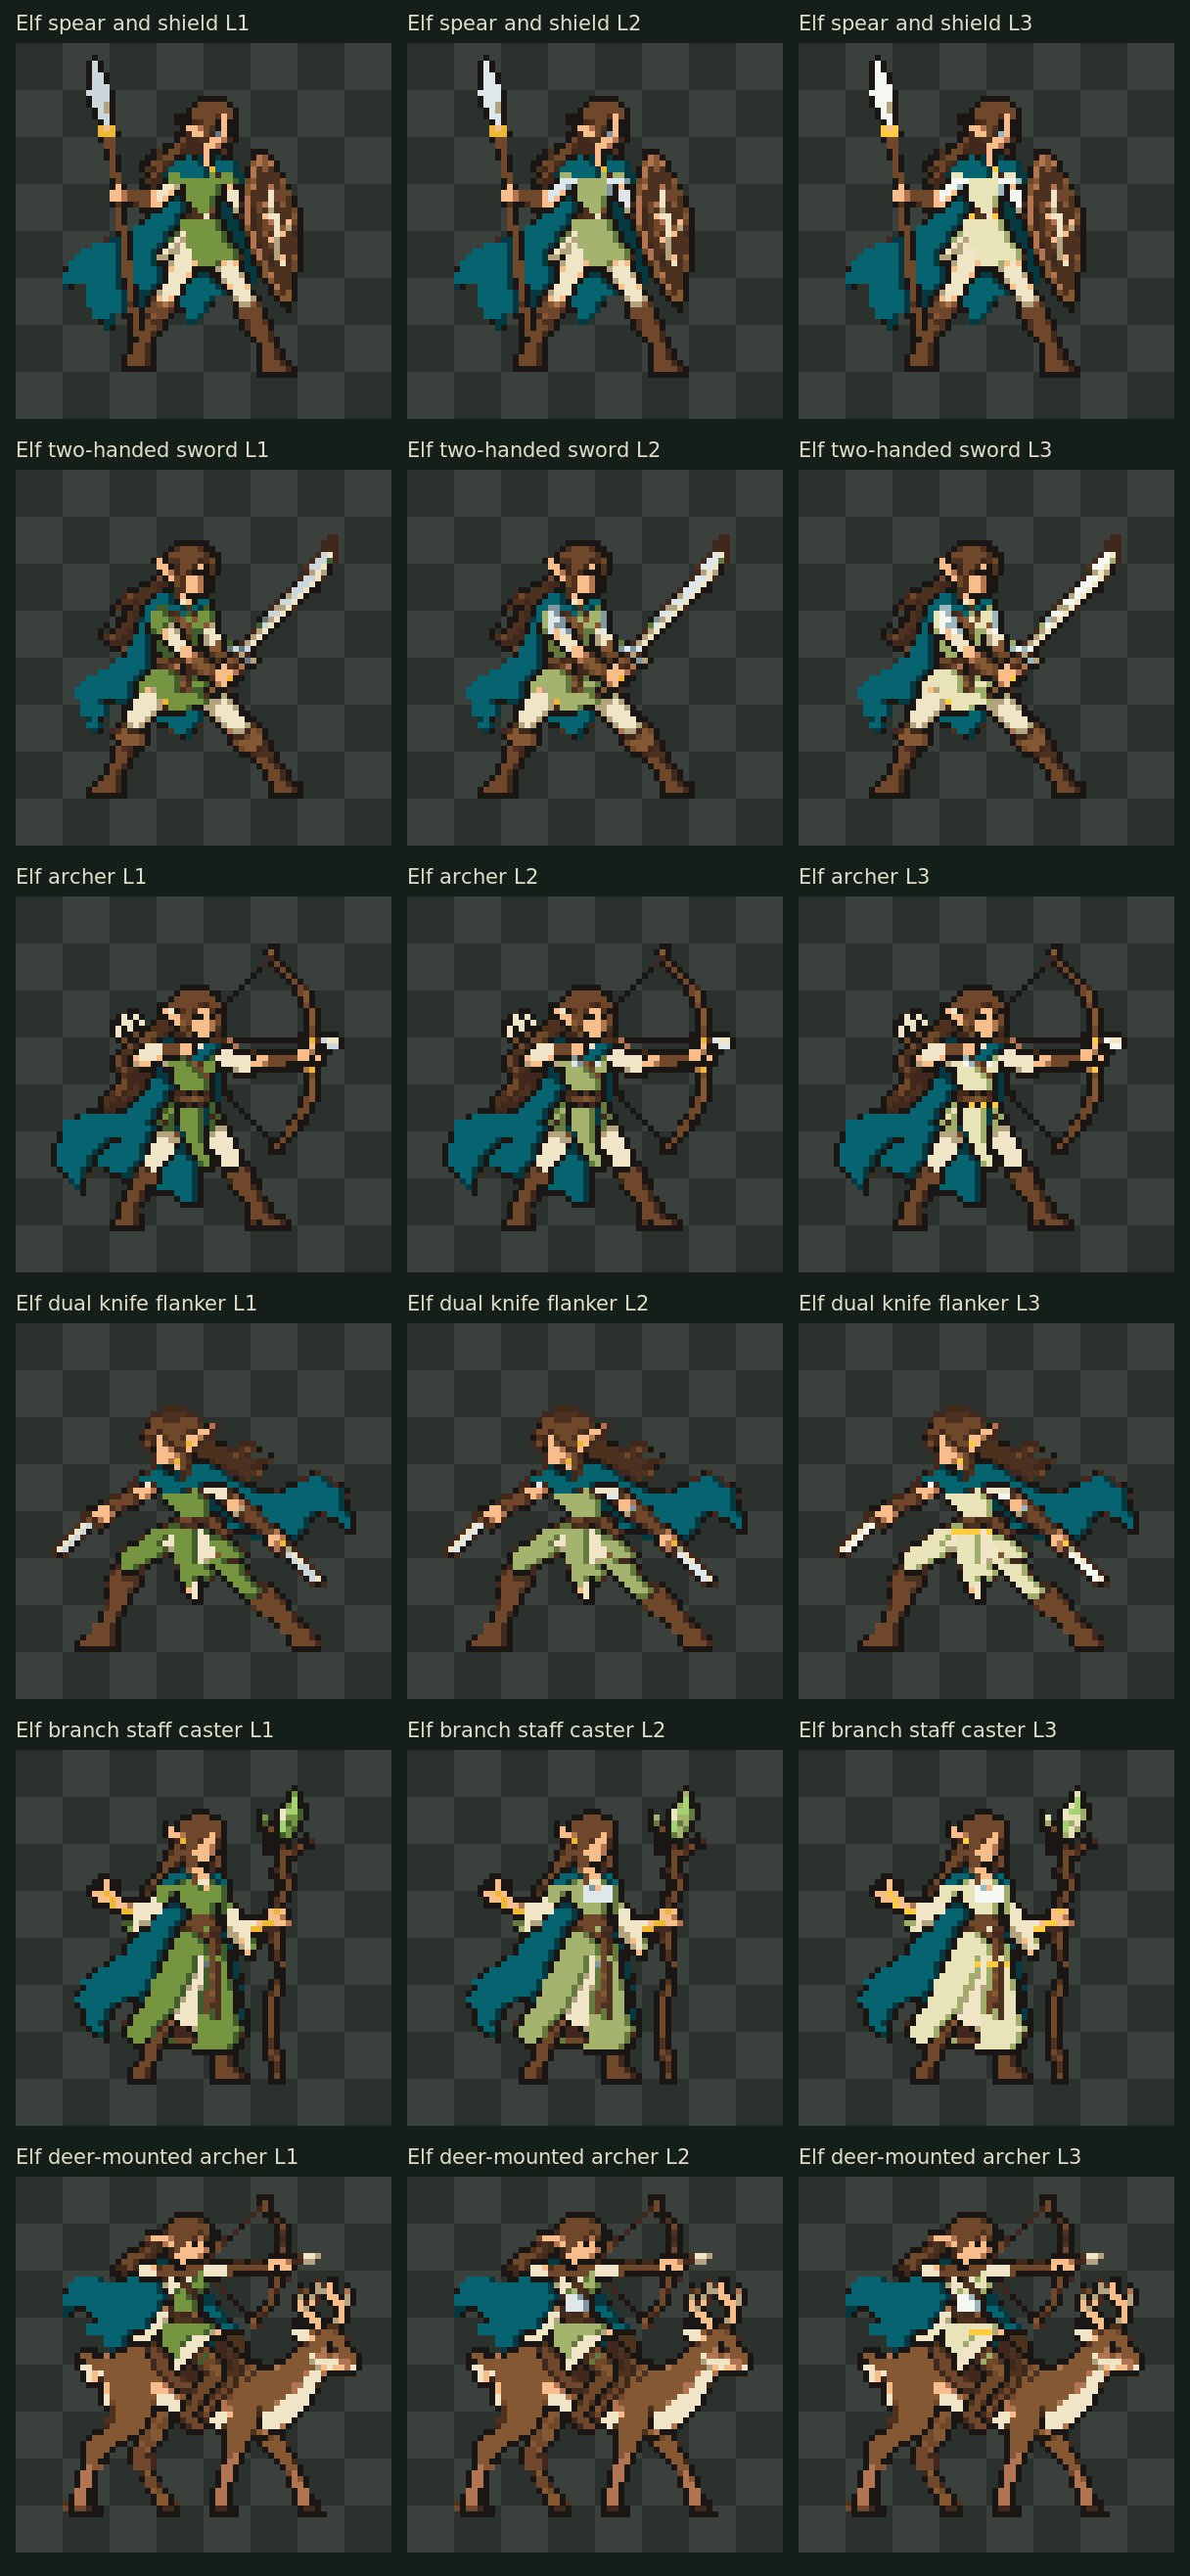 Elf spear and shield L1
Elf spear and shield L2
Elf spear and shield L3
Elf two-handed sword L1
Elf two-handed sword L2
Elf two-handed sword L3
Elf archer L1
Elf archer L2
Elf archer L3
Elf dual knife flanker L1
Elf dual knife flanker L2
Elf dual knife flanker L3
Elf branch staff caster L1
Elf branch staff caster L2
Elf branch staff caster L3
Elf deer-mounted archer L1
Elf deer-mounted archer L2
Elf deer-mounted archer L3